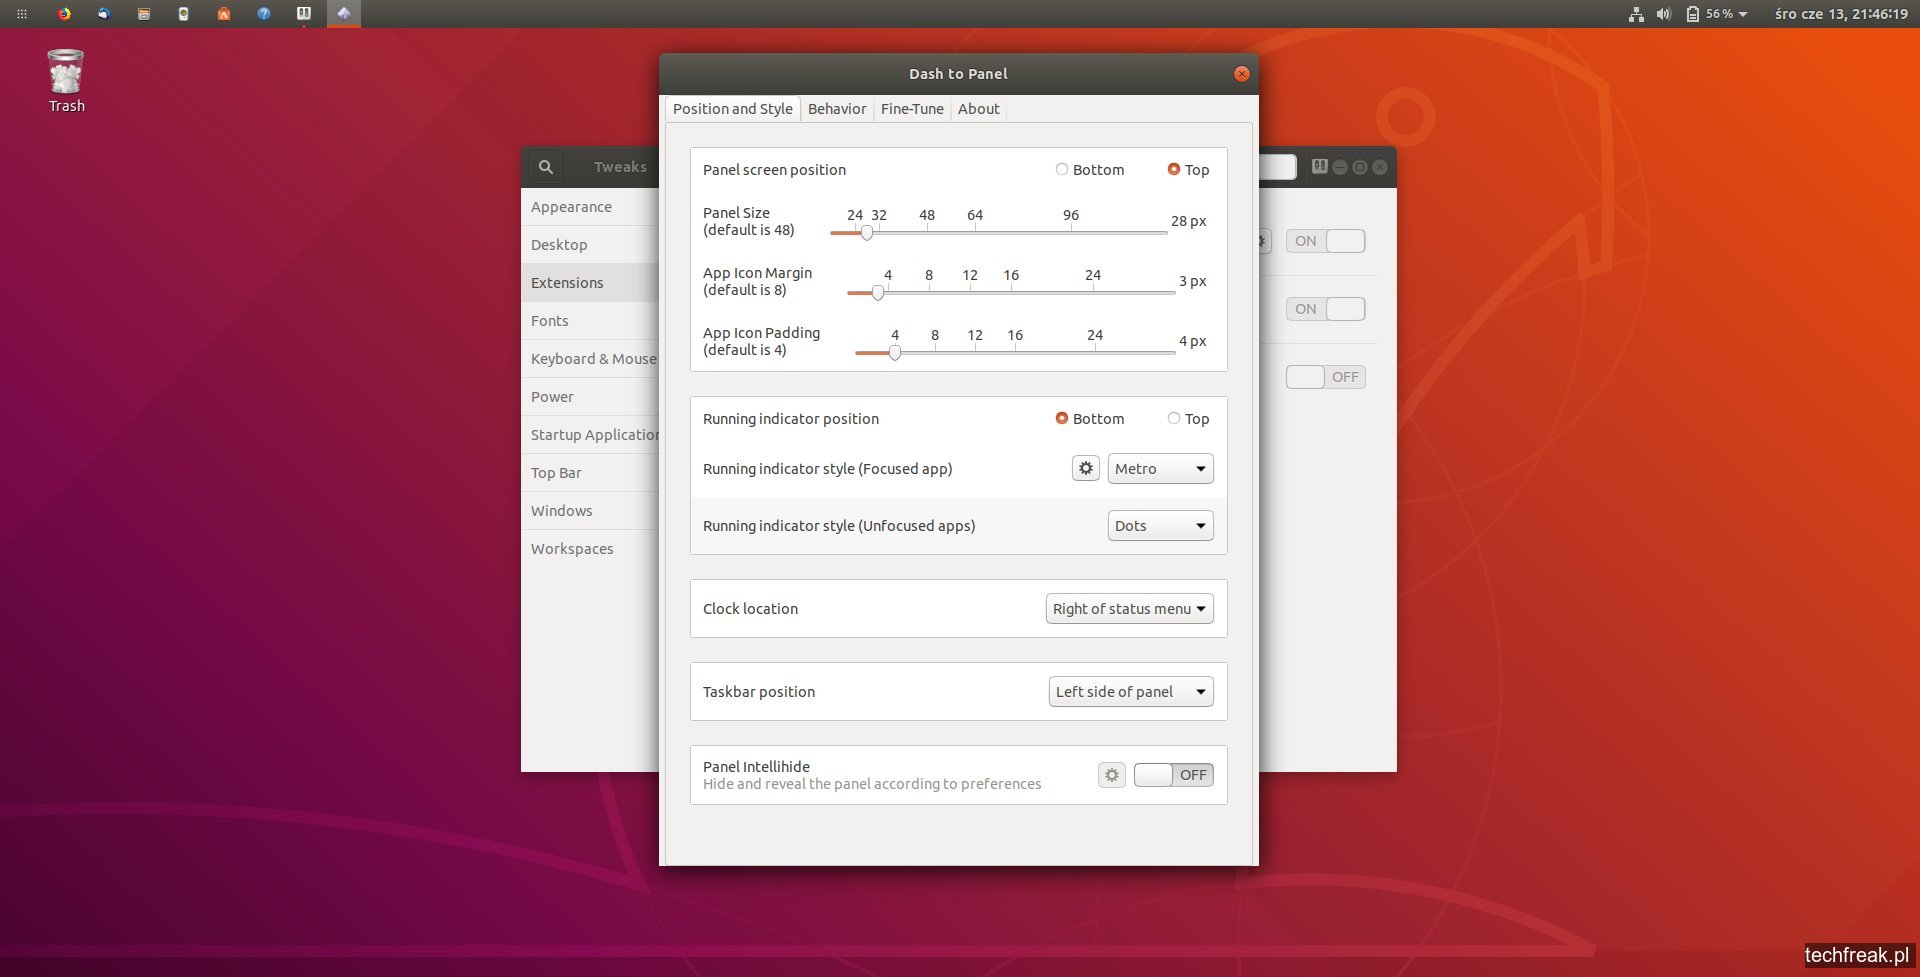 56 %
śro cze 13, 21:46:19
Trash
Dash to Panel
Position and Style
Behavior
Fine-Tune
About
Tweaks
Appearance
Desktop
Extensions
Fonts
Keyboard & Mouse
Power
Startup Application
Top Bar
Windows
Workspaces
Panel screen position
Bottom
Top
Panel Size
(default is 48)
24 32 48 64 96
28 px
App Icon Margin
(default is 8)
4 8 12 16 24
3 px
App Icon Padding
(default is 4)
4 8 12 16 24
4 px
Running indicator position
Bottom
Top
Running indicator style (Focused app)
Metro
Running indicator style (Unfocused apps)
Dots
Clock location
Right of status menu
Taskbar position
Left side of panel
Panel Intellihide
Hide and reveal the panel according to preferences
OFF
ON
ON
OFF
techfreak.pl